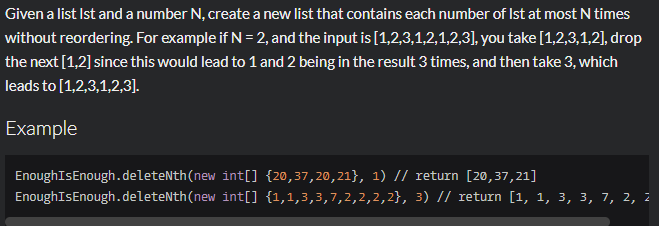 Given a list lst and a number N, create a new list that contains each number of lst at most N times
without reordering. For example if N = 2, and the input is [1,2,3,1,2,1,2,3], you take [1,2,3,1,2], drop
the next [1,2] since this would lead to 1 and 2 being in the result 3 times, and then take 3, which
leads to [1,2,3,1,2,3].
Example
EnoughIsEnough.deleteNth(new int[] {20,37,20,21}, 1) // return [20,37,21]
EnoughIsEnough.deleteNth(new int[] {1,1,3,3,7,2,2,2,2}, 3) // return [1, 1, 3, 3, 7, 2,